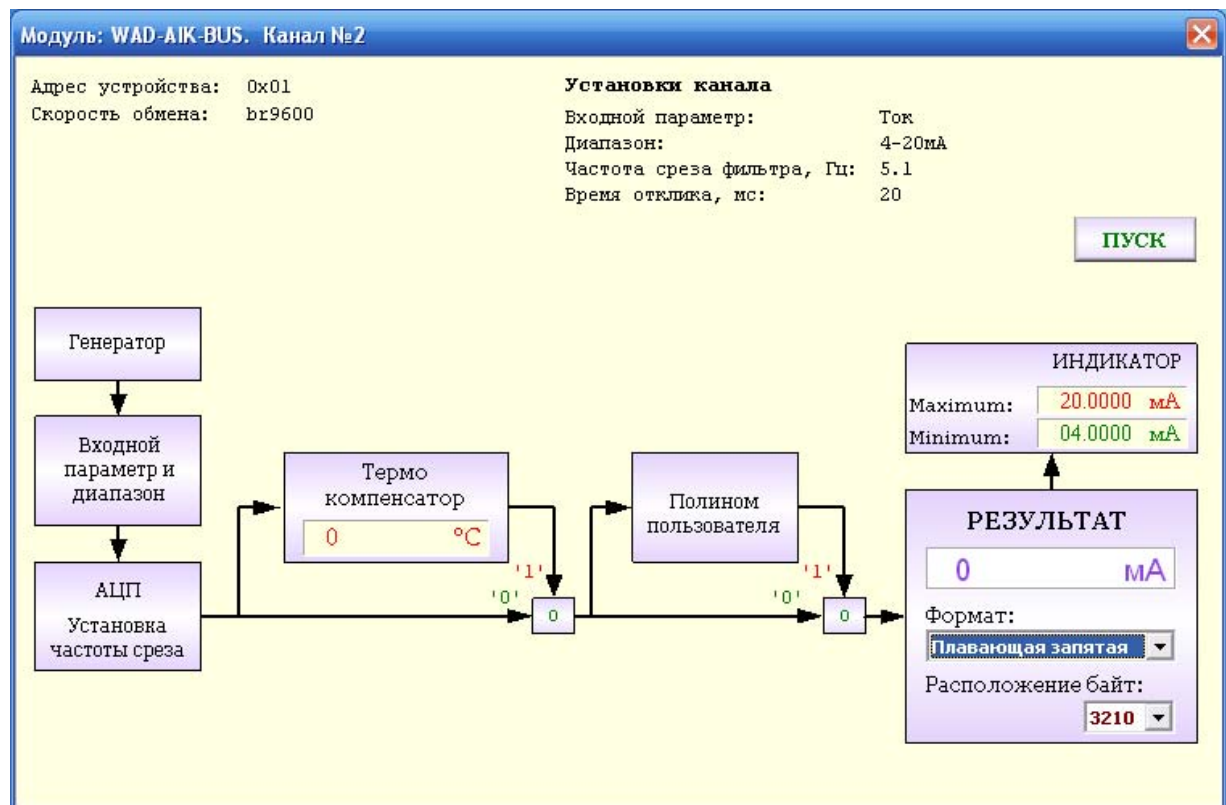 Модуль: WAD-AIK-BUS. Канал №2
Адрес устройства: 0x01
Скорость обмена: br9600
Установки канала
Входной параметр: Ток
Диапазон: 4-20мА
Частота среза фильтра, Гц: 5.1
Время отклика, мс: 20
ПУСК
Генератор
Входной
параметр и
диапазон
АЦП
Установка
частоты среза
Термо
компенсатор
0 °C
'1'
'0'
0
Полином
пользователя
'1'
'0'
0
ИНДИКАТОР
Maximum: 20.0000 мА
Minimum: 04.0000 мА
РЕЗУЛЬТАТ
0 мА
Формат:
Плавающая запятая
Расположение байт:
3210